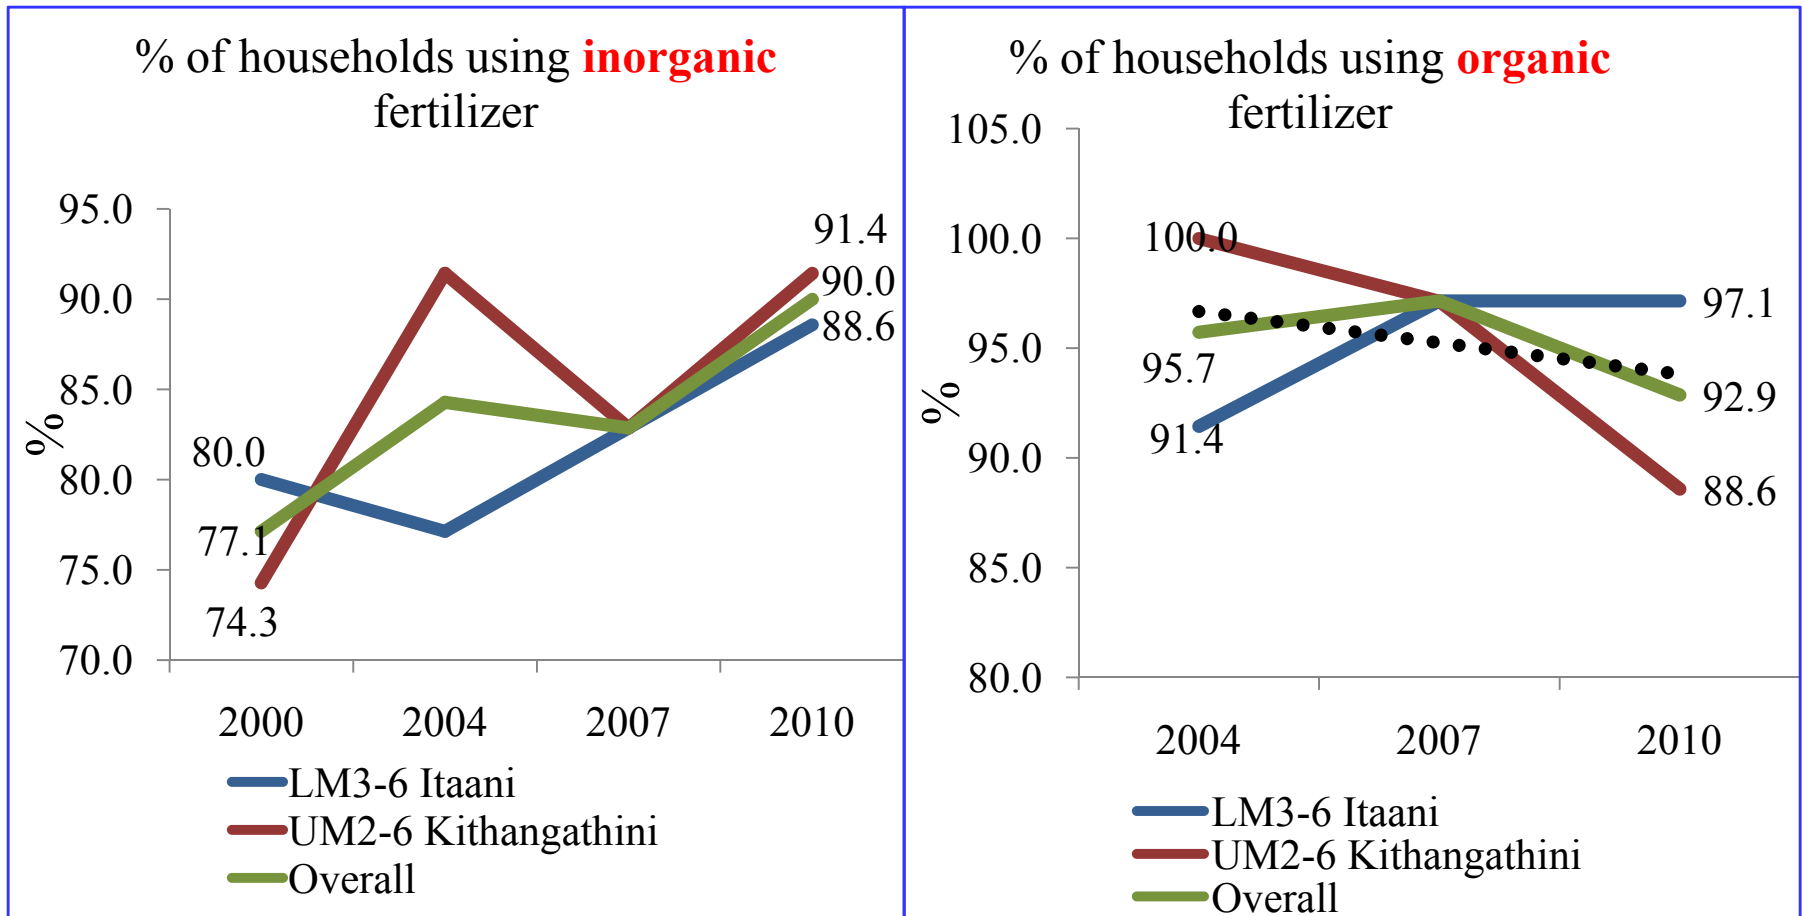 % of households using inorganic
fertilizer
95.0
90.0
85.0
80.0
75.0
70.0
%
80.0
77.1
74.3
91.4
90.0
88.6
2000 2004 2007 2010
LM3-6 Itaani
UM2-6 Kithangathini
Overall
% of households using organic
fertilizer
105.0
100.0
95.0
90.0
85.0
80.0
%
100.0
95.7
91.4
97.1
92.9
88.6
2004 2007 2010
LM3-6 Itaani
UM2-6 Kithangathini
Overall